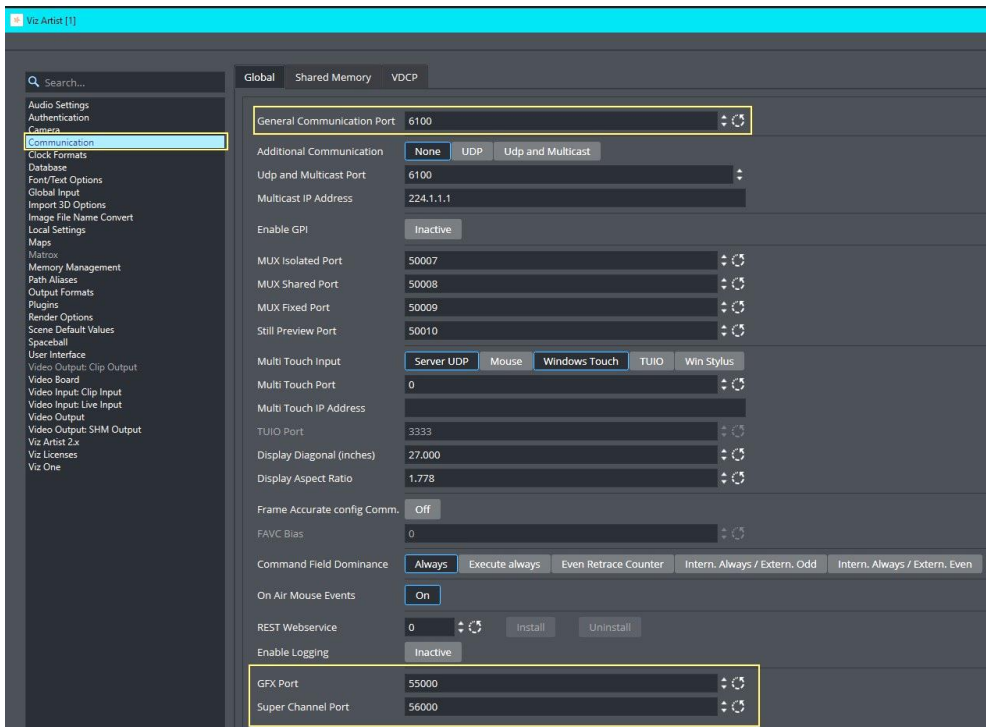 Viz Artist [1]
Search...
Audio Settings
Authentication
Camera
Communication
Clock Formats
Database
Font/Text Options
Global Input
Import 3D Options
Image File Name Convert
Local Settings
Maps
Matrox
Memory Management
Path Aliases
Output Formats
Plugins
Render Options
Scene Default Values
Spaceball
User Interface
Video Output: Clip Output
Video Board
Video Input: Clip Input
Video Input: Live Input
Video Output
Video Output: SHM Output
Viz Artist 2.x
Viz Licenses
Viz One
Global Shared Memory VDCP
General Communication Port 6100
Additional Communication None UDP Udp and Multicast
Udp and Multicast Port 6100
Multicast IP Address 224.1.1.1
Enable GPI Inactive
MUX Isolated Port 50007
MUX Shared Port 50008
MUX Fixed Port 50009
Still Preview Port 50010
Multi Touch Input Server UDP Mouse Windows Touch TUIO Win Stylus
Multi Touch Port 0
Multi Touch IP Address
TUIO Port 3333
Display Diagonal (inches) 27.000
Display Aspect Ratio 1.778
Frame Accurate config Comm. Off
FAVC Bias 0
Command Field Dominance Always Execute always Even Retrace Counter Intern. Always / Extern. Odd Intern. Always / Extern. Even
On Air Mouse Events On
REST Webservice 0 Install Uninstall
Enable Logging Inactive
GFX Port 55000
Super Channel Port 56000